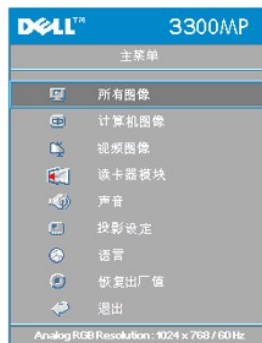 DELL™ 3300MP
主菜单
所有图像
计算机图像
视频图像
读卡器模块
声音
投影设定
语言
恢复出厂值
退出
Analog RGB Resolution : 1024 x 768 / 60 Hz